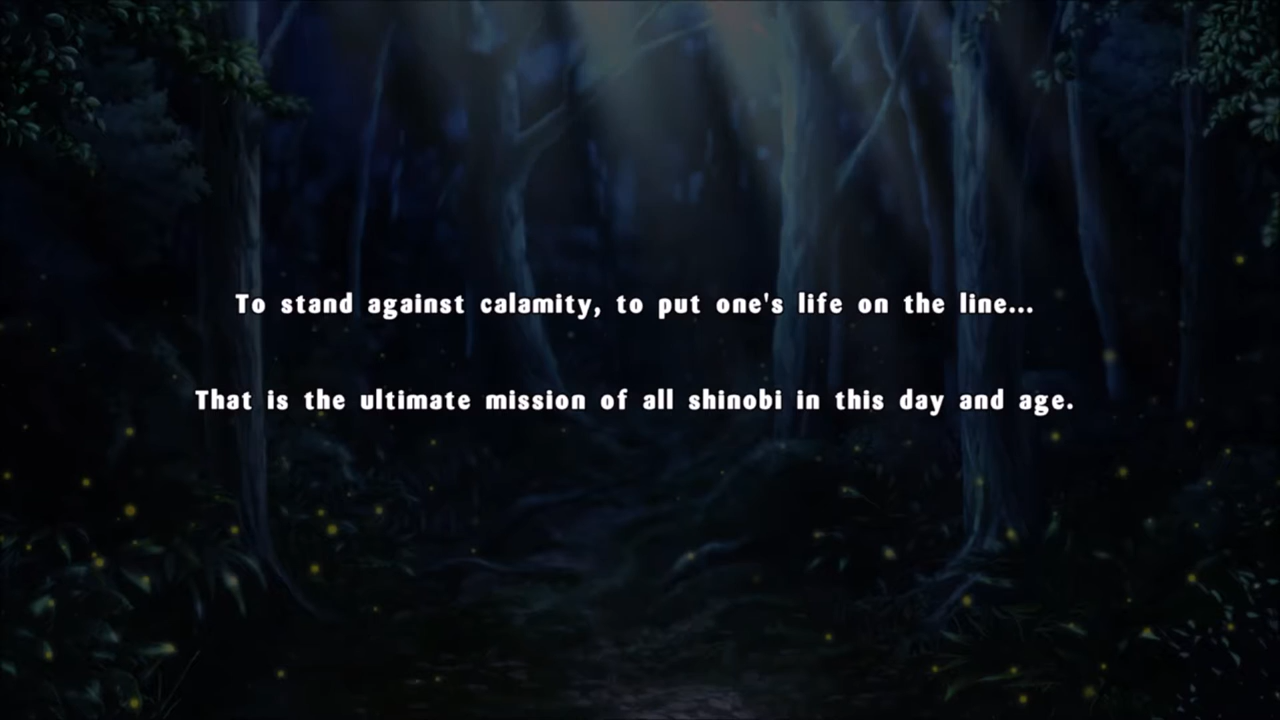 To stand against calamity, to put one's life on the line...
That is the ultimate mission of all shinobi in this day and age.